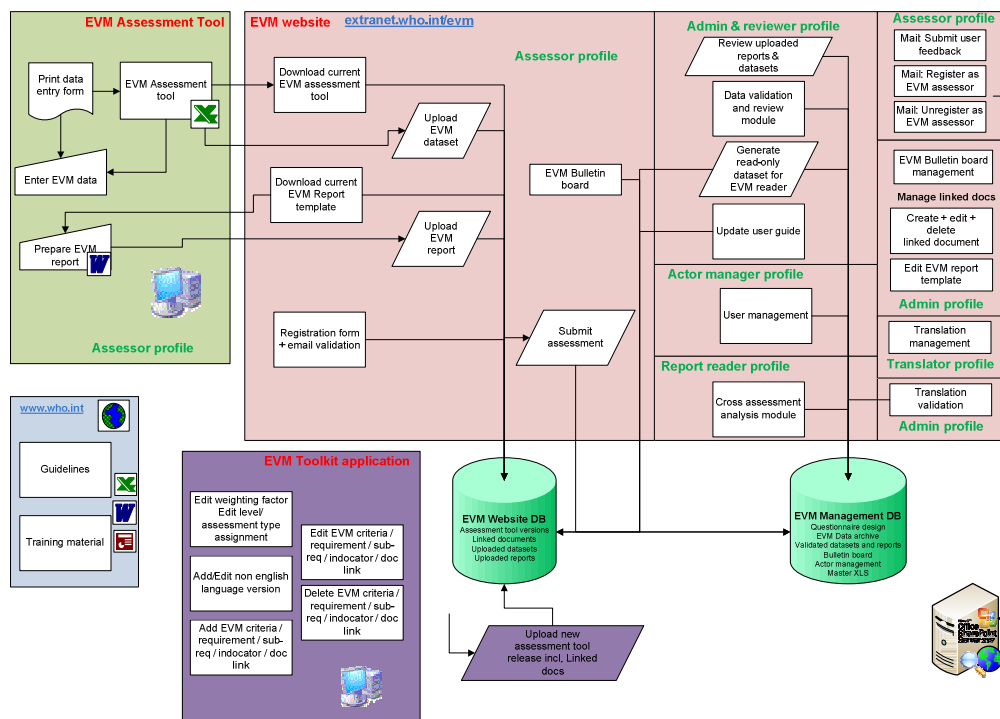 EVM Assessment Tool
Print data
entry form
EVM Assessment
tool
Enter EVM data
Prepare EVM
report
Assessor profile
EVM website
extranet.who.int/evm
Assessor profile
Download current
EVM assessment
tool
Upload
EVM
dataset
Download current
EVM Report
template
Upload
EVM
report
EVM Bulletin
board
Registration form
+ email validation
Submit
assessment
Admin & reviewer profile
Review uploaded
reports &
datasets
Data validation
and review
module
Generate
read-only
dataset for
EVM reader
Update user guide
Actor manager profile
User management
Report reader profile
Cross assessment
analysis module
Assessor profile
Mail: Submit user
feedback
Mail: Register as
EVM assessor
Mail: Unregister as
EVM assessor
EVM Bulletin board
management
Manage linked docs
Create + edit +
delete
linked document
Edit EVM report
template
Admin profile
Translation
management
Translator profile
Translation
validation
Admin profile
www.who.int
Guidelines
Training material
EVM Toolkit application
Edit weighting factor
Edit level/
assessment type
assignment
Add/Edit non english
language version
Add EVM criteria /
requirement / sub-
req / indocator / doc
link
Edit EVM criteria /
requirement / sub-
req / indocator / doc
link
Delete EVM criteria /
requirement / sub-
req / indocator / doc
link
EVM Website DB
Assessment tool versions
Linked documents
Uploaded datasets
Uploaded reports
EVM Management DB
Questionnaire design
EVM Data archive
Validated datasets and reports
Bulletin board
Actor management
Master XLS
Upload new
assessment tool
release incl, Linked
docs
Office
SharePoint
Server 2007